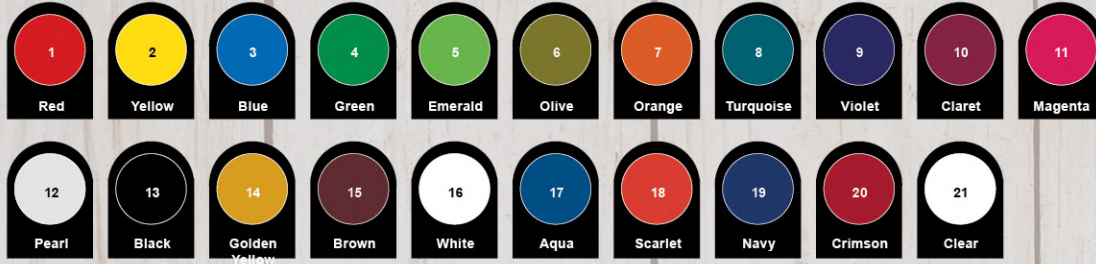 1 2 3 4 5 6 7 8 9 10 11
Red Yellow Blue Green Emerald Olive Orange Turquoise Violet Claret Magenta
12 13 14 15 16 17 18 19 20 21
Pearl Black Golden Brown White Aqua Scarlet Navy Crimson Clear
Yellow